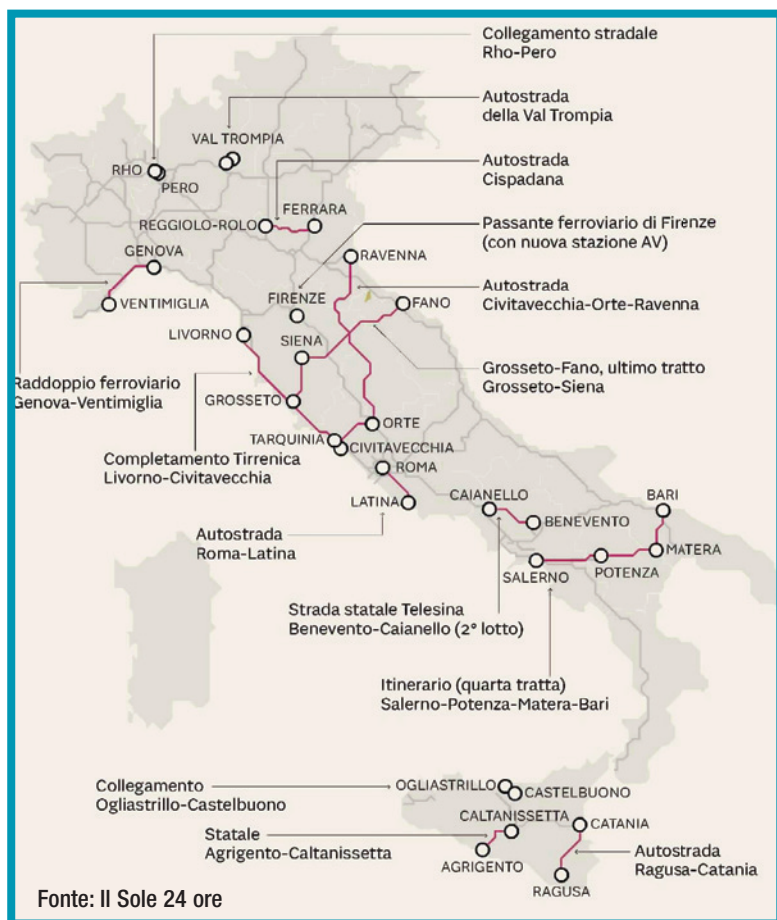 Collegamento stradale
Rho-Pero
Autostrada
della Val Trompia
VAL TROMPIA
RHO
PERO
Autostrada
Cispadana
FERRARA
REGGIOLO-ROLO
Passante ferroviario di Firenze
(con nuova stazione AV)
GENOVA
RAVENNA
VENTIMIGLIA
FIRENZE
FANO
Autostrada
Civitavecchia-Orte-Ravenna
LIVORNO
SIENA
Grosseto-Fano, ultimo tratto
Grosseto-Siena
Raddoppio ferroviario
Genova-Ventimiglia
GROSSETO
ORTE
TARQUINIA
CIVITAVECCHIA
Completamento Tirrenica
Livorno-Civitavecchia
ROMA
LATINA
CAIANELLO
BARI
BENEVENTO
Autostrada
Roma-Latina
MATERA
POTENZA
SALERNO
Strada statale Telesina
Benevento-Caianello (2° lotto)
Itinerario (quarta tratta)
Salerno-Potenza-Matera-Bari
Collegamento
Ogliastrillo-Castelbuono
OGLIASTRILLO
CASTELBUONO
CALTANISSETTA
CATANIA
Statale
Agrigento-Caltanissetta
AGRIGENTO
Autostrada
Ragusa-Catania
RAGUSA
Fonte: Il Sole 24 ore